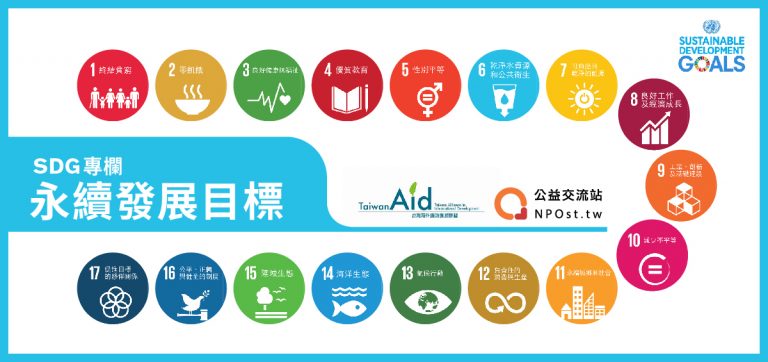 SUSTAINABLE
DEVELOPMENT
GOALS
1 終結貧窮
2 零飢餓
3 良好健康與福祉
4 優質教育
5 性別平等
6 乾淨水資源
和公共衛生
7 可負擔的
乾淨的能源
8 良好工作
及經濟成長
9 工業、創新
及基礎建設
10 減少不平等
SDG專欄
永續發展目標
TaiwanAid
Taiwan Alliance in
International Development
台灣海外援助發展聯盟
公益交流站
NPOst.tw
17 促進目標
的夥伴關係
16 公平、正義
與健全的制度
15 陸域生態
14 海洋生態
13 氣候行動
12 負責任的
消費與生產
11 永續城鄉和社會